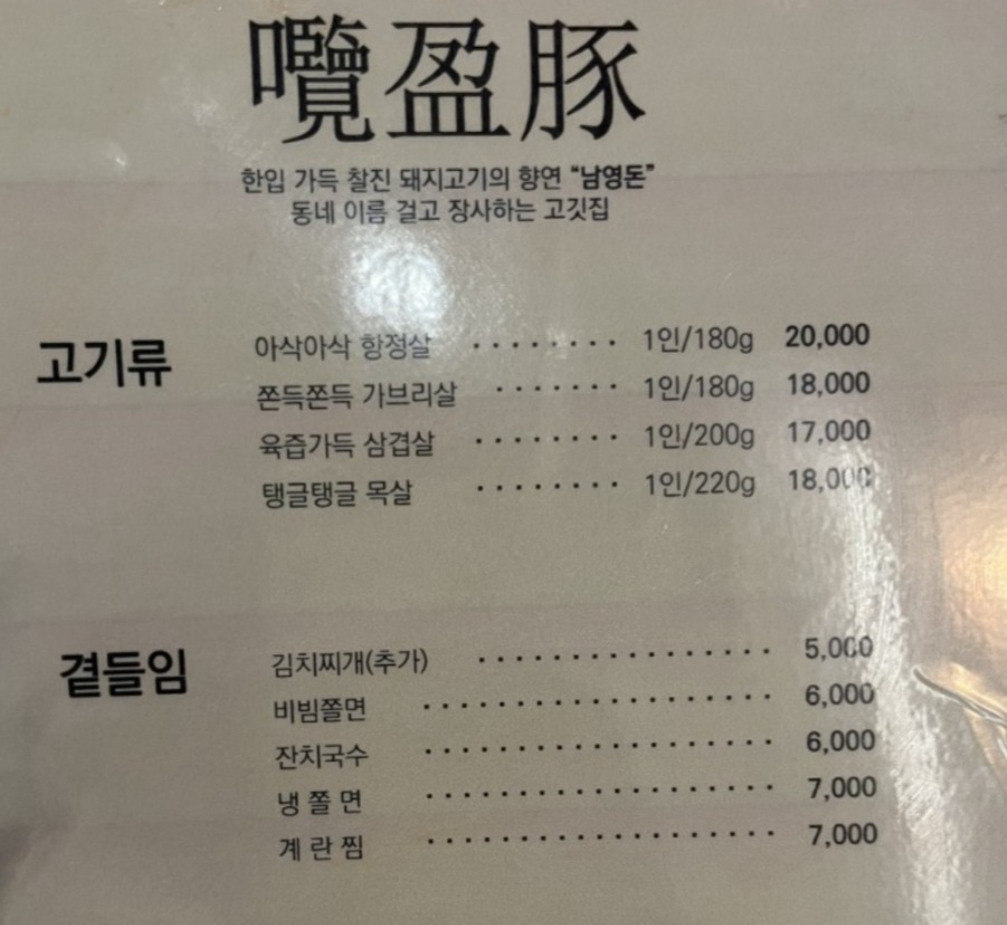 嚂盈豚
한입 가득 찰진 돼지고기의 향연 “남영돈”
동네 이름 걸고 장사하는 고깃집
고기류
아삭아삭 항정살 ........ 1인/180g 20,000
쫀득쫀득 가브리살 ....... 1인/180g 18,000
육즙가득 삼겹살 ........ 1인/200g 17,000
탱글탱글 목살 ........ 1인/220g 18,000
곁들임
김치찌개(추가) ................ 5,000
비빔쫄면 ................... 6,000
잔치국수 ................... 6,000
냉쫄면 ................... 7,000
계란찜 ................... 7,000